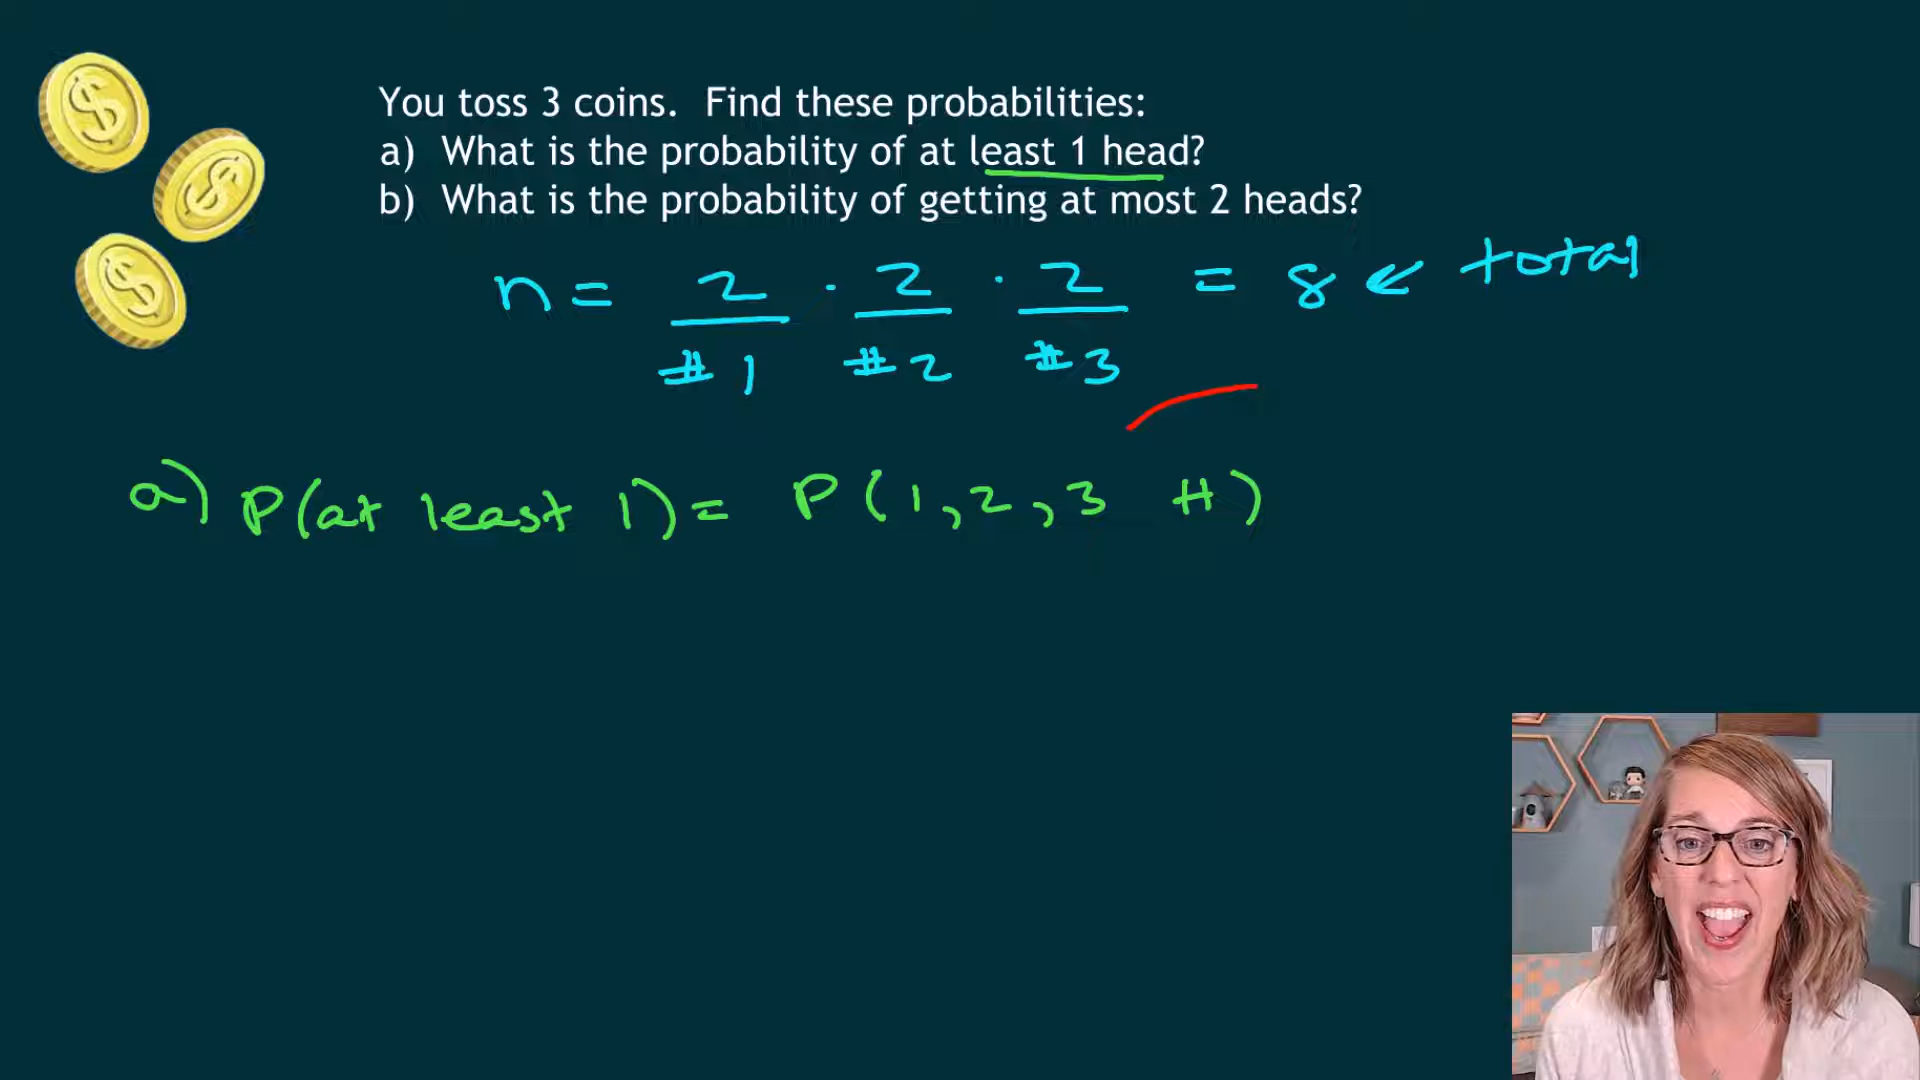 You toss 3 coins. Find these probabilities:
a) What is the probability of at least 1 head?
b) What is the probability of getting at most 2 heads?
n = 2 · 2 · 2 = 8 ← total
#1 #2 #3
a) P(at least 1) = P(1,2,3 H)